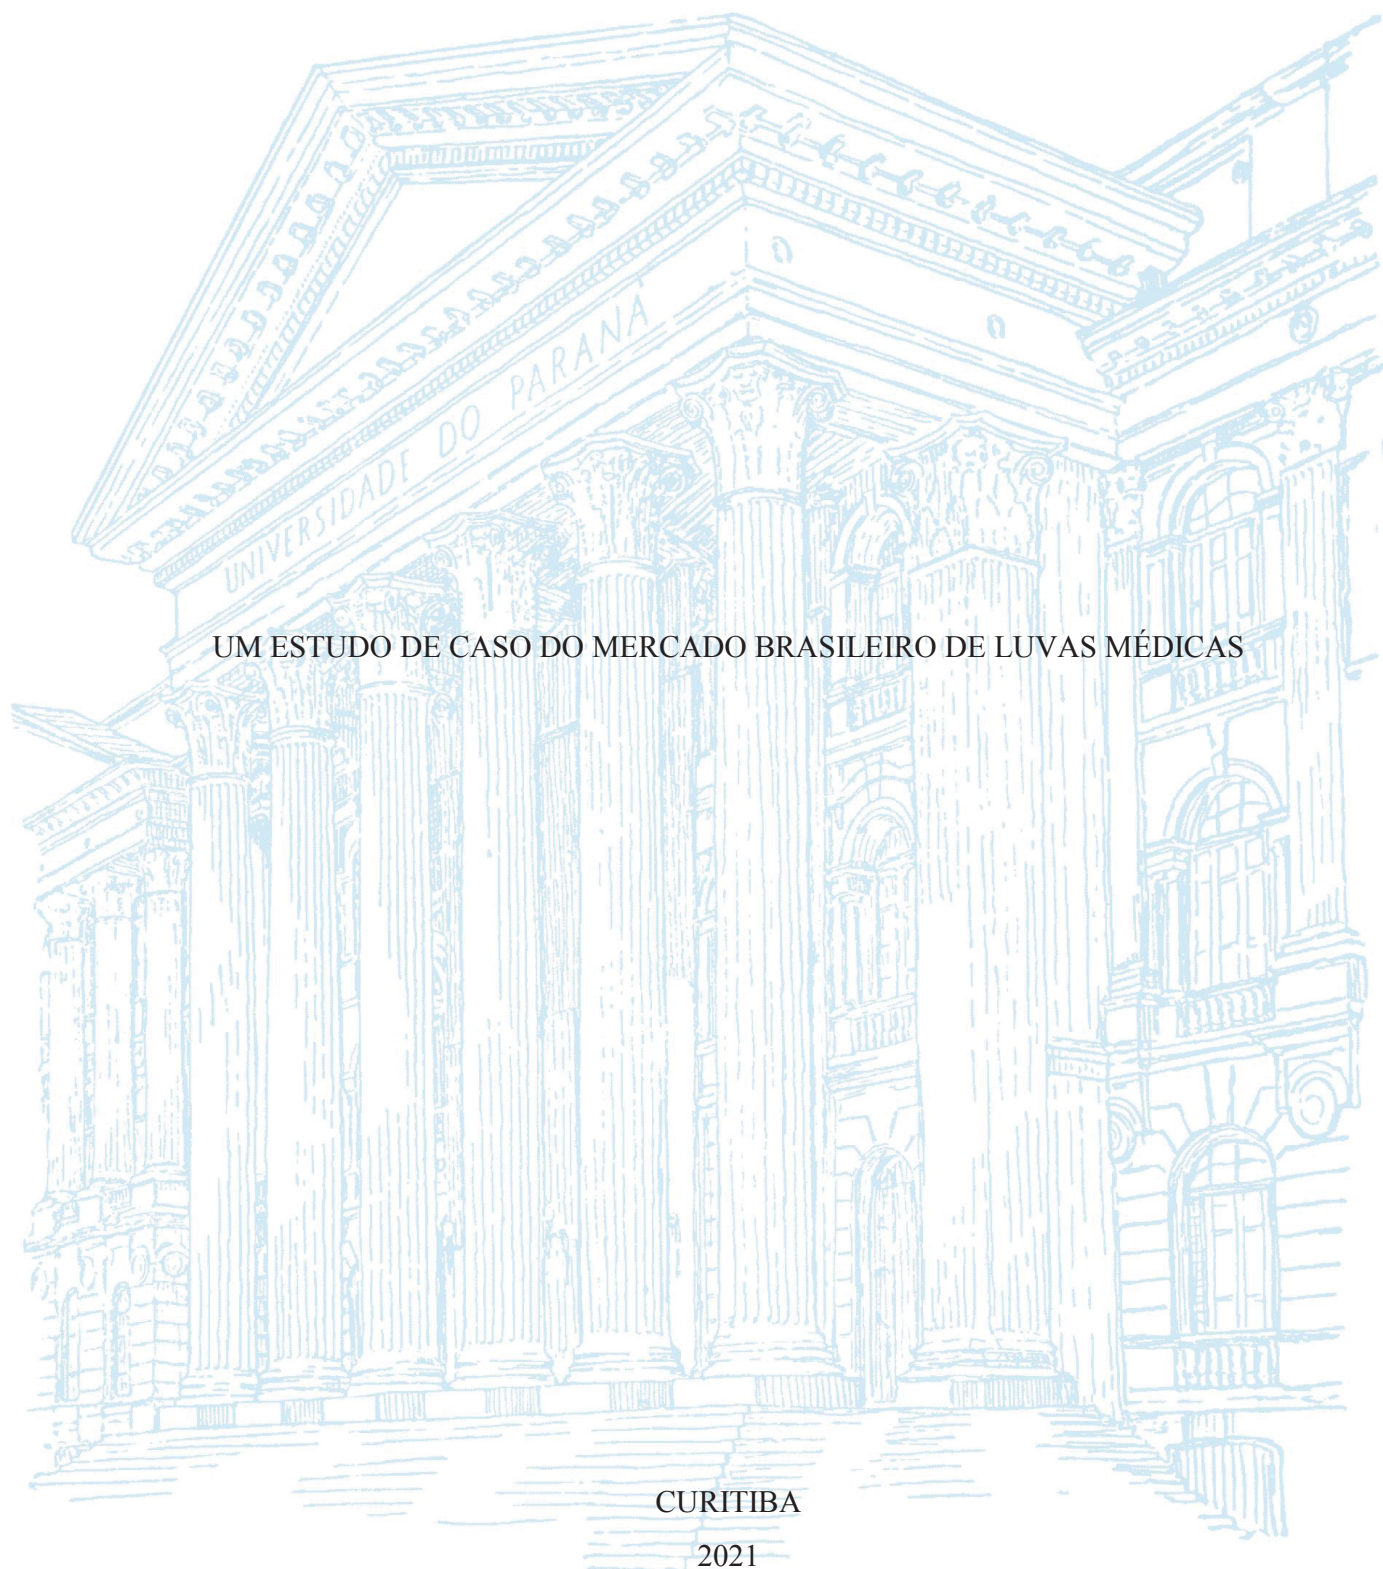 UNIVERSIDADE DO PARANÁ
UM ESTUDO DE CASO DO MERCADO BRASILEIRO DE LUVAS MÉDICAS
CURITIBA
2021